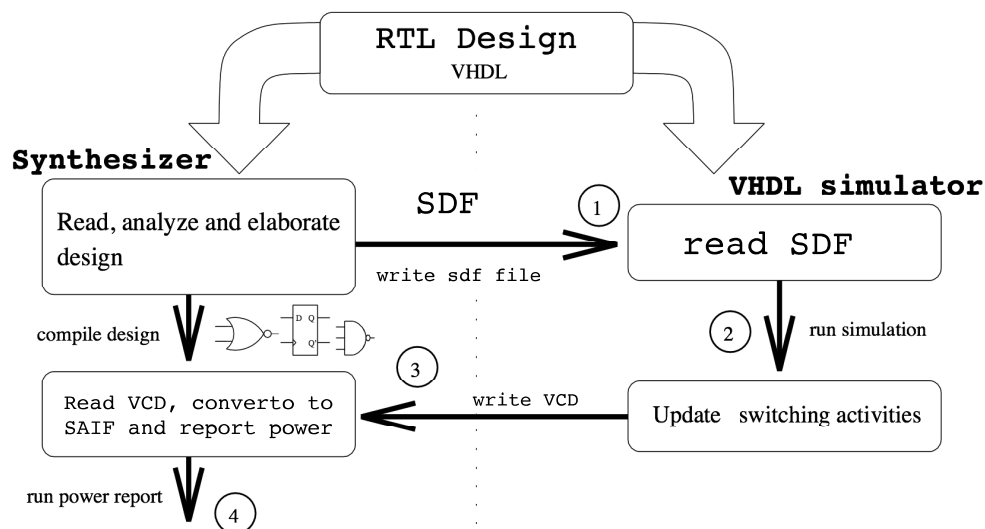 RTL Design
VHDL
Synthesizer
VHDL simulator
Read, analyze and elaborate
design
SDF
1
write sdf file
read SDF
compile design
D Q
Q'
2
run simulation
3
Read VCD, converto to
SAIF and report power
write VCD
Update switching activities
run power report
4